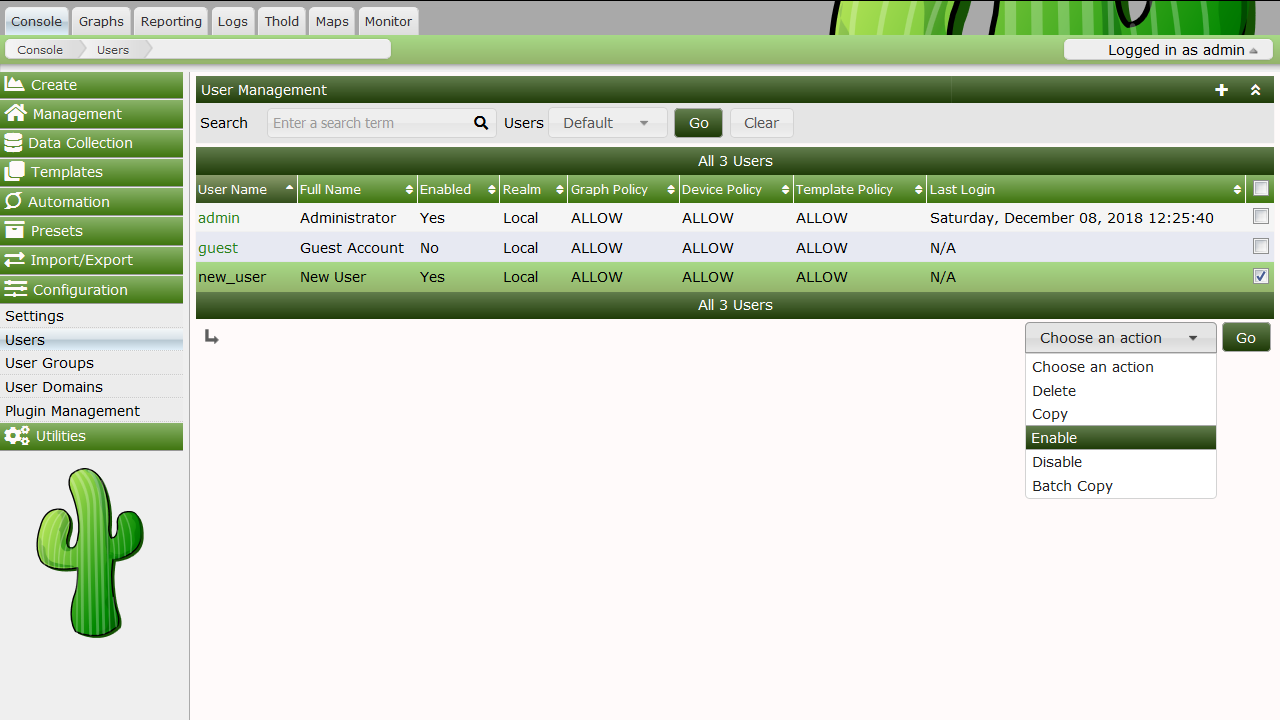 Console Graphs Reporting Logs Thold Maps Monitor
Console Users Logged in as admin
Create
Management
Data Collection
Templates
Automation
Presets
Import/Export
Configuration
Settings
Users
User Groups
User Domains
Plugin Management
Utilities
User Management
Search Enter a search term Users Default Go Clear
All 3 Users
User Name Full Name Enabled Realm Graph Policy Device Policy Template Policy Last Login
admin Administrator Yes Local ALLOW ALLOW ALLOW Saturday, December 08, 2018 12:25:40
guest Guest Account No Local ALLOW ALLOW ALLOW N/A
new_user New User Yes Local ALLOW ALLOW ALLOW N/A
All 3 Users
Choose an action Go
Choose an action
Delete
Copy
Enable
Disable
Batch Copy